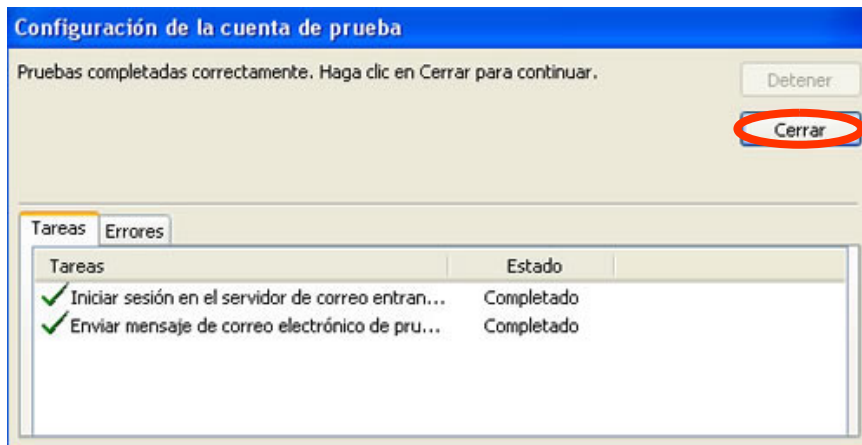 Configuración de la cuenta de prueba
Pruebas completadas correctamente. Haga clic en Cerrar para continuar.
Detener
Cerrar
Tareas Errores
Tareas Estado
Iniciar sesión en el servidor de correo entran... Completado
Enviar mensaje de correo electrónico de pru... Completado